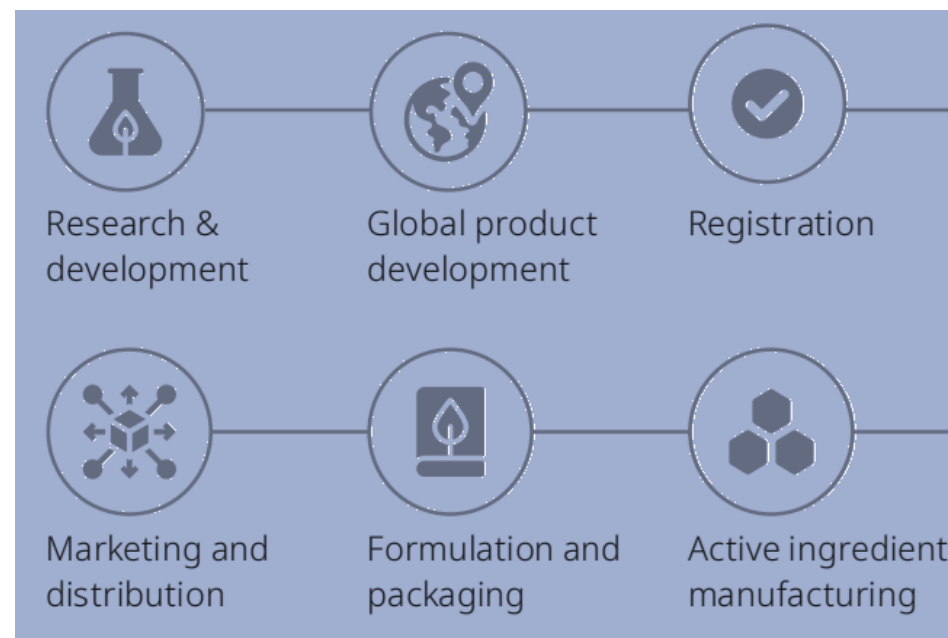 Research &
development
Global product
development
Registration
Marketing and
distribution
Formulation and
packaging
Active ingredient
manufacturing